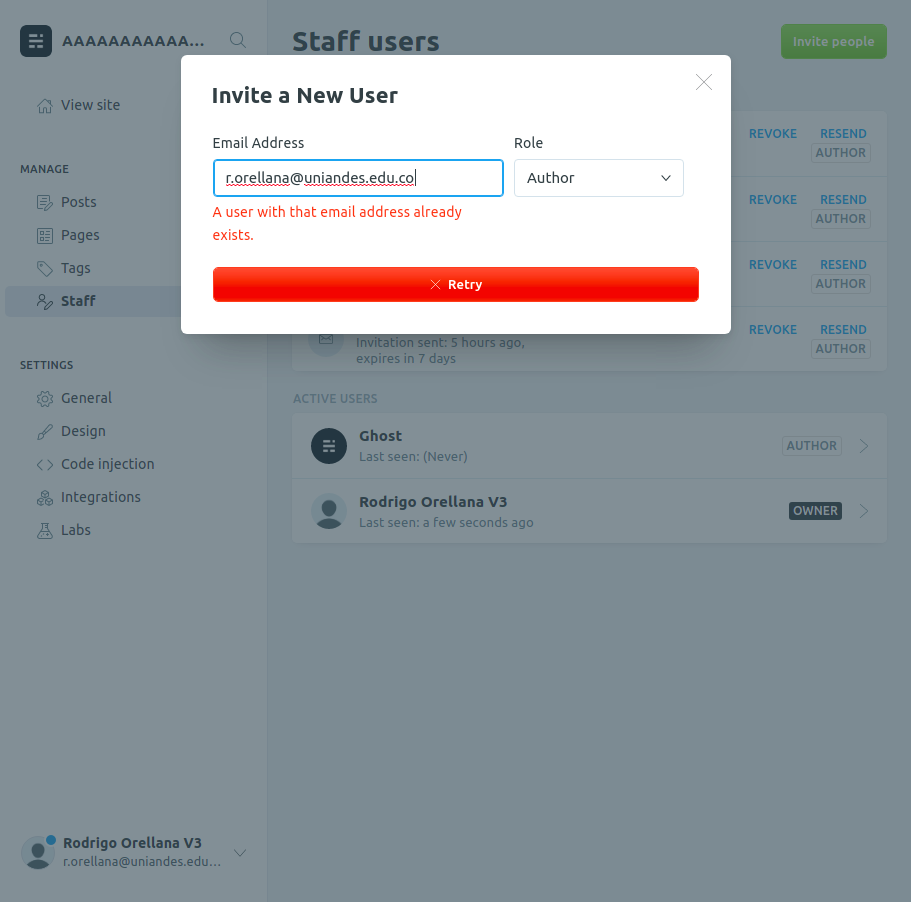 AAAAAAAAAAA...
Staff users
Invite people
View site
MANAGE
Posts
Pages
Tags
Staff
SETTINGS
General
Design
Code injection
Integrations
Labs
Rodrigo Orellana V3
r.orellana@uniandes.edu...
Invite a New User
Email Address
Role
r.orellana@uniandes.edu.co
Author
A user with that email address already
exists.
Retry
REVOKE RESEND
AUTHOR
REVOKE RESEND
AUTHOR
REVOKE RESEND
AUTHOR
REVOKE RESEND
AUTHOR
Invitation sent: 5 hours ago,
expires in 7 days
ACTIVE USERS
Ghost
Last seen: (Never)
AUTHOR
Rodrigo Orellana V3
Last seen: a few seconds ago
OWNER